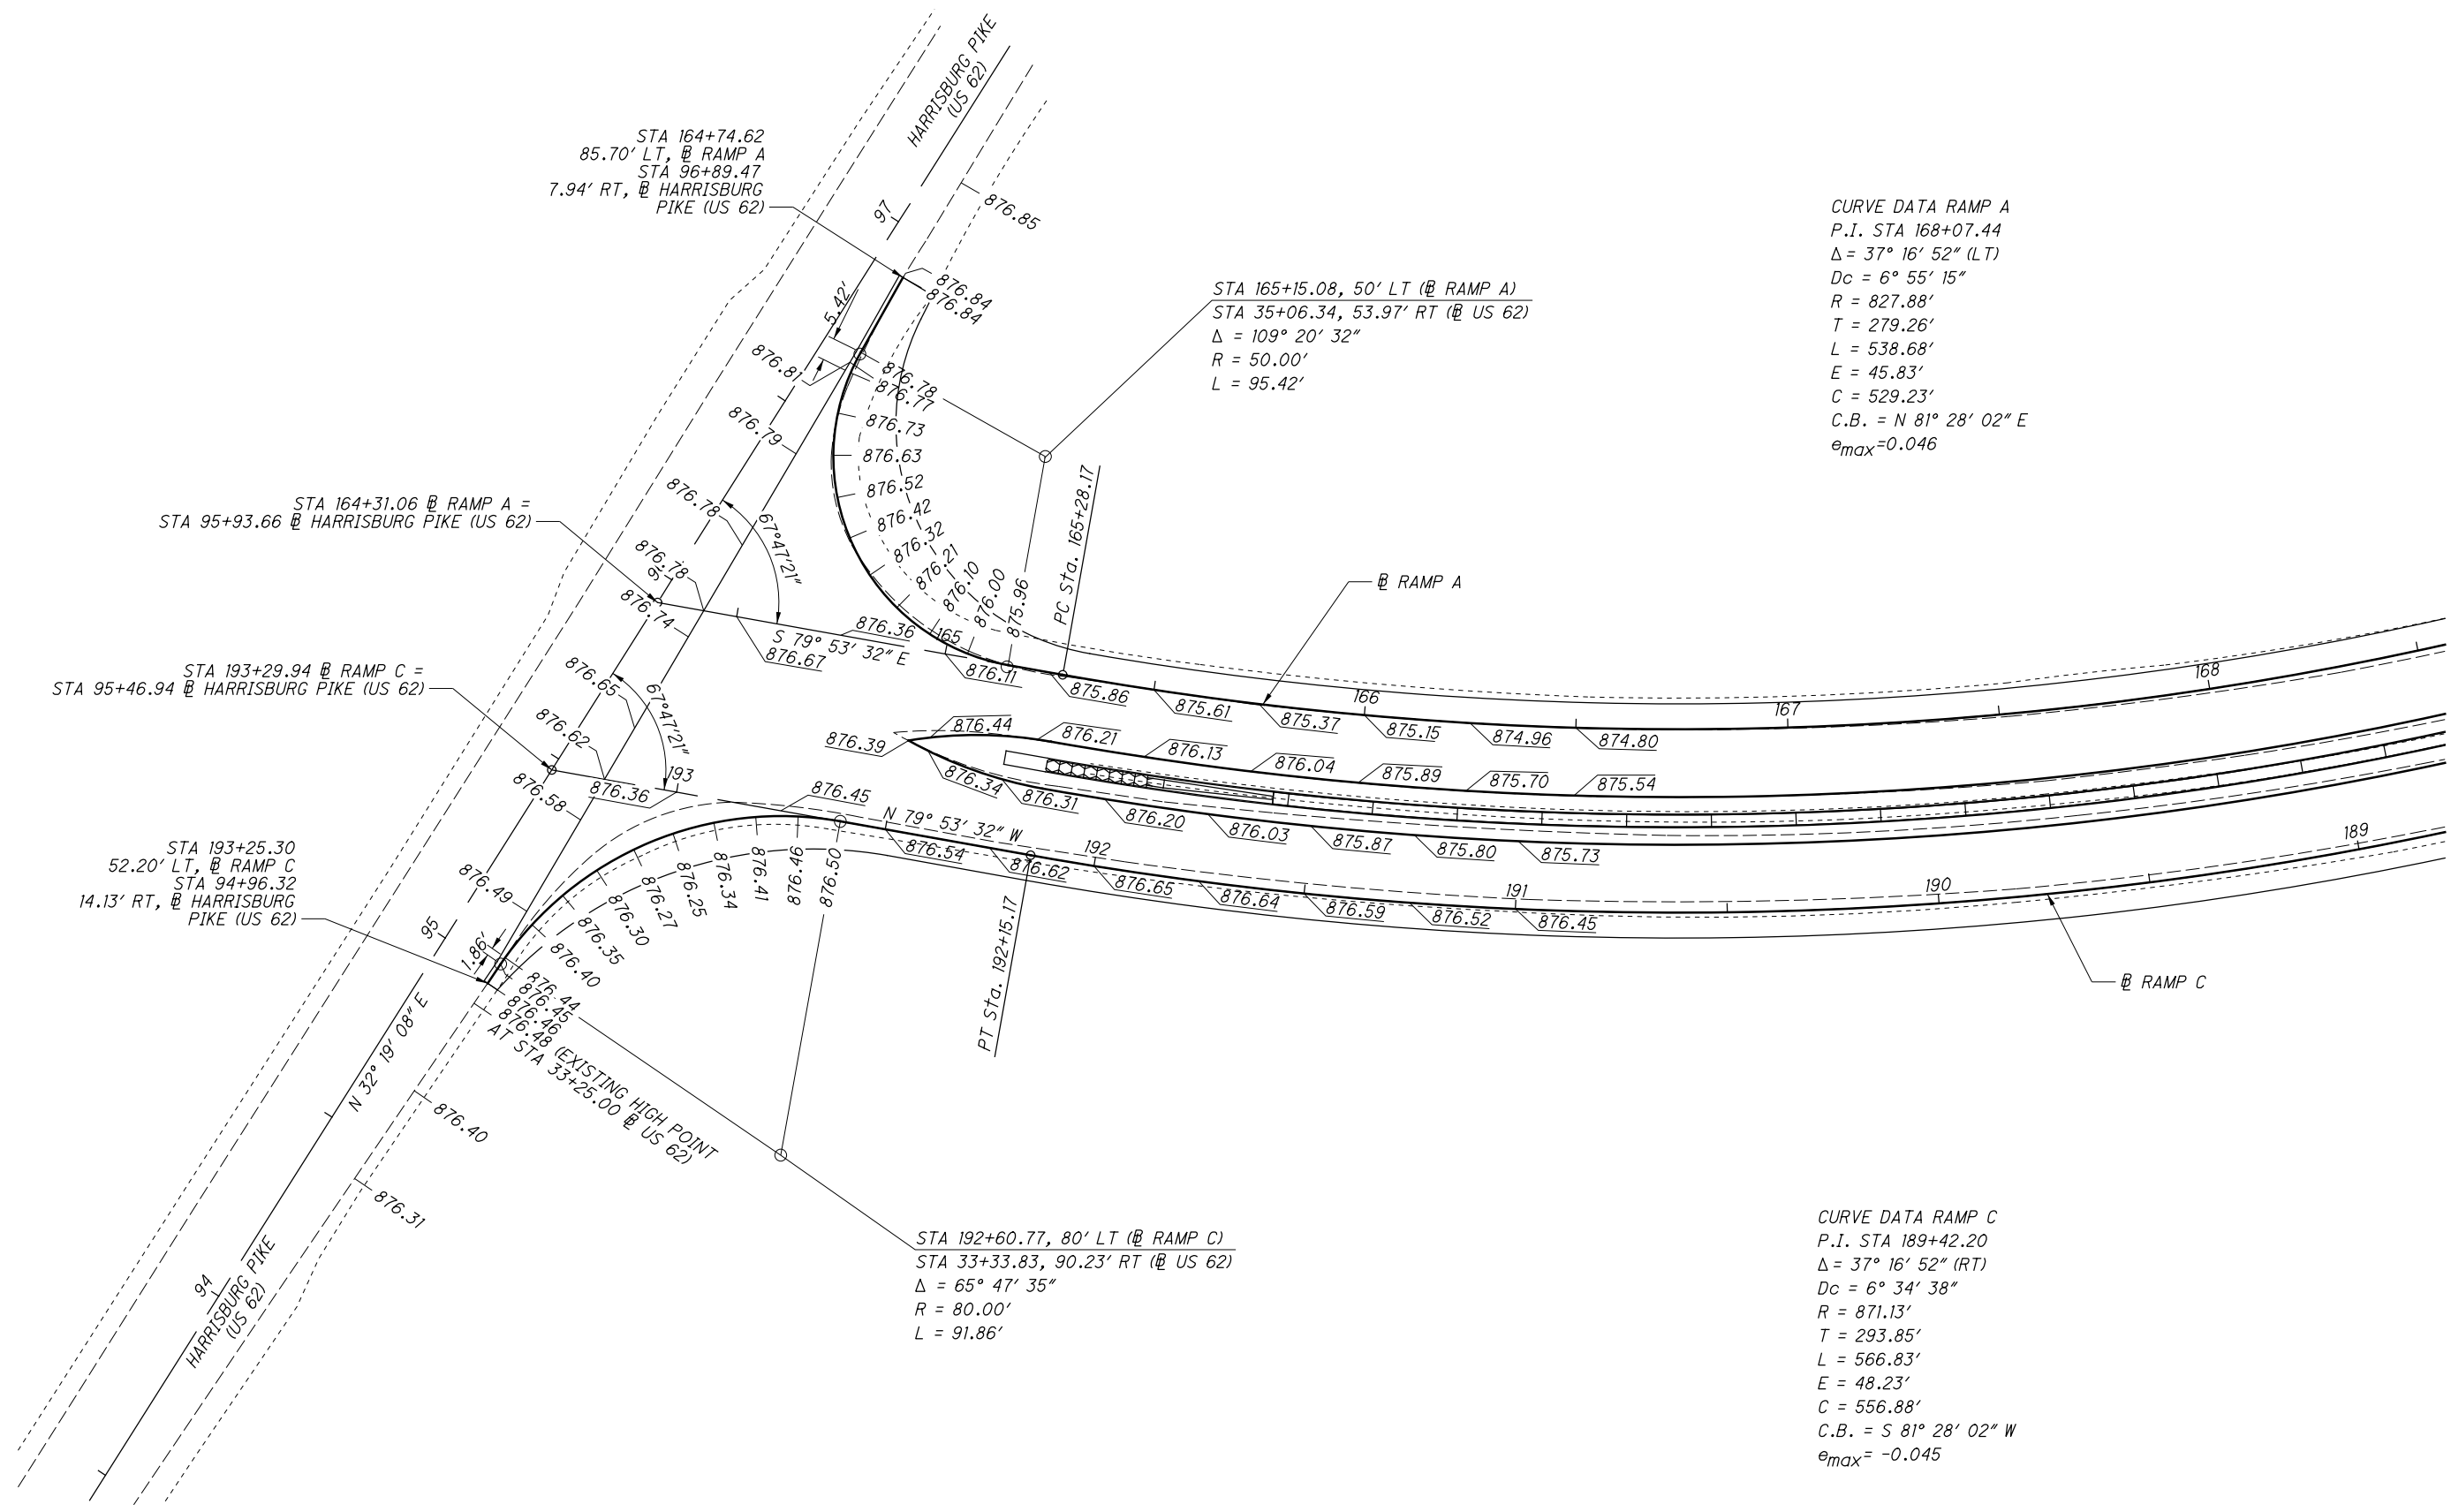 HARRISBURG PIKE
(US 62)
STA 164+74.62
85.70' LT, ⅊ RAMP A
STA 96+89.47
7.94' RT, ⅊ HARRISBURG
PIKE (US 62)
97
876.85
876.84
876.84
5.42'
876.81
876.78
876.77
876.79
876.73
876.63
876.78
876.52
876.42
876.32
876.21
876.10
876.00
875.96
STA 165+15.08, 50' LT (⅊ RAMP A)
STA 35+06.34, 53.97' RT (⅊ US 62)
Δ = 109° 20' 32"
R = 50.00'
L = 95.42'
CURVE DATA RAMP A
P.I. STA 168+07.44
Δ = 37° 16' 52" (LT)
Dc = 6° 55' 15"
R = 827.88'
T = 279.26'
L = 538.68'
E = 45.83'
C = 529.23'
C.B. = N 81° 28' 02" E
emax=0.046
STA 164+31.06 ⅊ RAMP A =
STA 95+93.66 ⅊ HARRISBURG PIKE (US 62)
67°47'21"
876.78
876.74
876.36
S 79° 53' 32" E
876.67
165
PC Sta. 165+28.17
⅊ RAMP A
876.11
875.86
875.61
875.37
166
875.15
874.96
874.80
167
168
STA 193+29.94 ⅊ RAMP C =
STA 95+46.94 ⅊ HARRISBURG PIKE (US 62)
876.65
67°47'21"
876.62
876.58
193
876.36
876.39
876.44
876.21
876.13
876.04
875.89
875.70
875.54
876.34
876.31
876.20
876.03
875.87
875.80
875.73
876.45
N 79° 53' 32" W
876.54
876.62
192
876.65
876.64
876.59
191
876.52
876.45
190
189
STA 193+25.30
52.20' LT, ⅊ RAMP C
STA 94+96.32
14.13' RT, ⅊ HARRISBURG
PIKE (US 62)
876.49
95
1.86'
876.50
876.46
876.41
876.34
876.25
876.27
876.30
876.35
876.40
876.44
876.45
876.46
876.48 (EXISTING HIGH POINT
AT STA 33+25.00 ⅊ US 62)
PT Sta. 192+15.17
⅊ RAMP C
N 32° 19' 08" E
876.40
876.31
94
HARRISBURG PIKE
(US 62)
STA 192+60.77, 80' LT (⅊ RAMP C)
STA 33+33.83, 90.23' RT (⅊ US 62)
Δ = 65° 47' 35"
R = 80.00'
L = 91.86'
CURVE DATA RAMP C
P.I. STA 189+42.20
Δ = 37° 16' 52" (RT)
Dc = 6° 34' 38"
R = 871.13'
T = 293.85'
L = 566.83'
E = 48.23'
C = 556.88'
C.B. = S 81° 28' 02" W
emax= -0.045